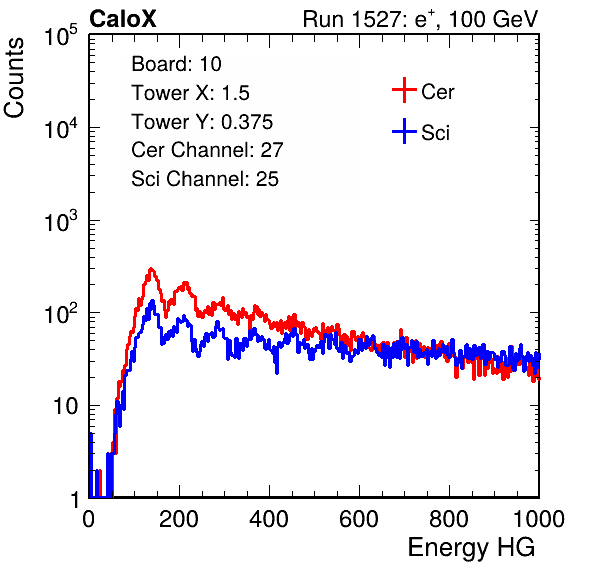 CaloX Run 1527: e⁺, 100 GeV
Counts
10⁵
10⁴
10³
10²
10
1
Board: 10
Tower X: 1.5
Tower Y: 0.375
Cer Channel: 27
Sci Channel: 25
Cer
Sci
0 200 400 600 800 1000
Energy HG